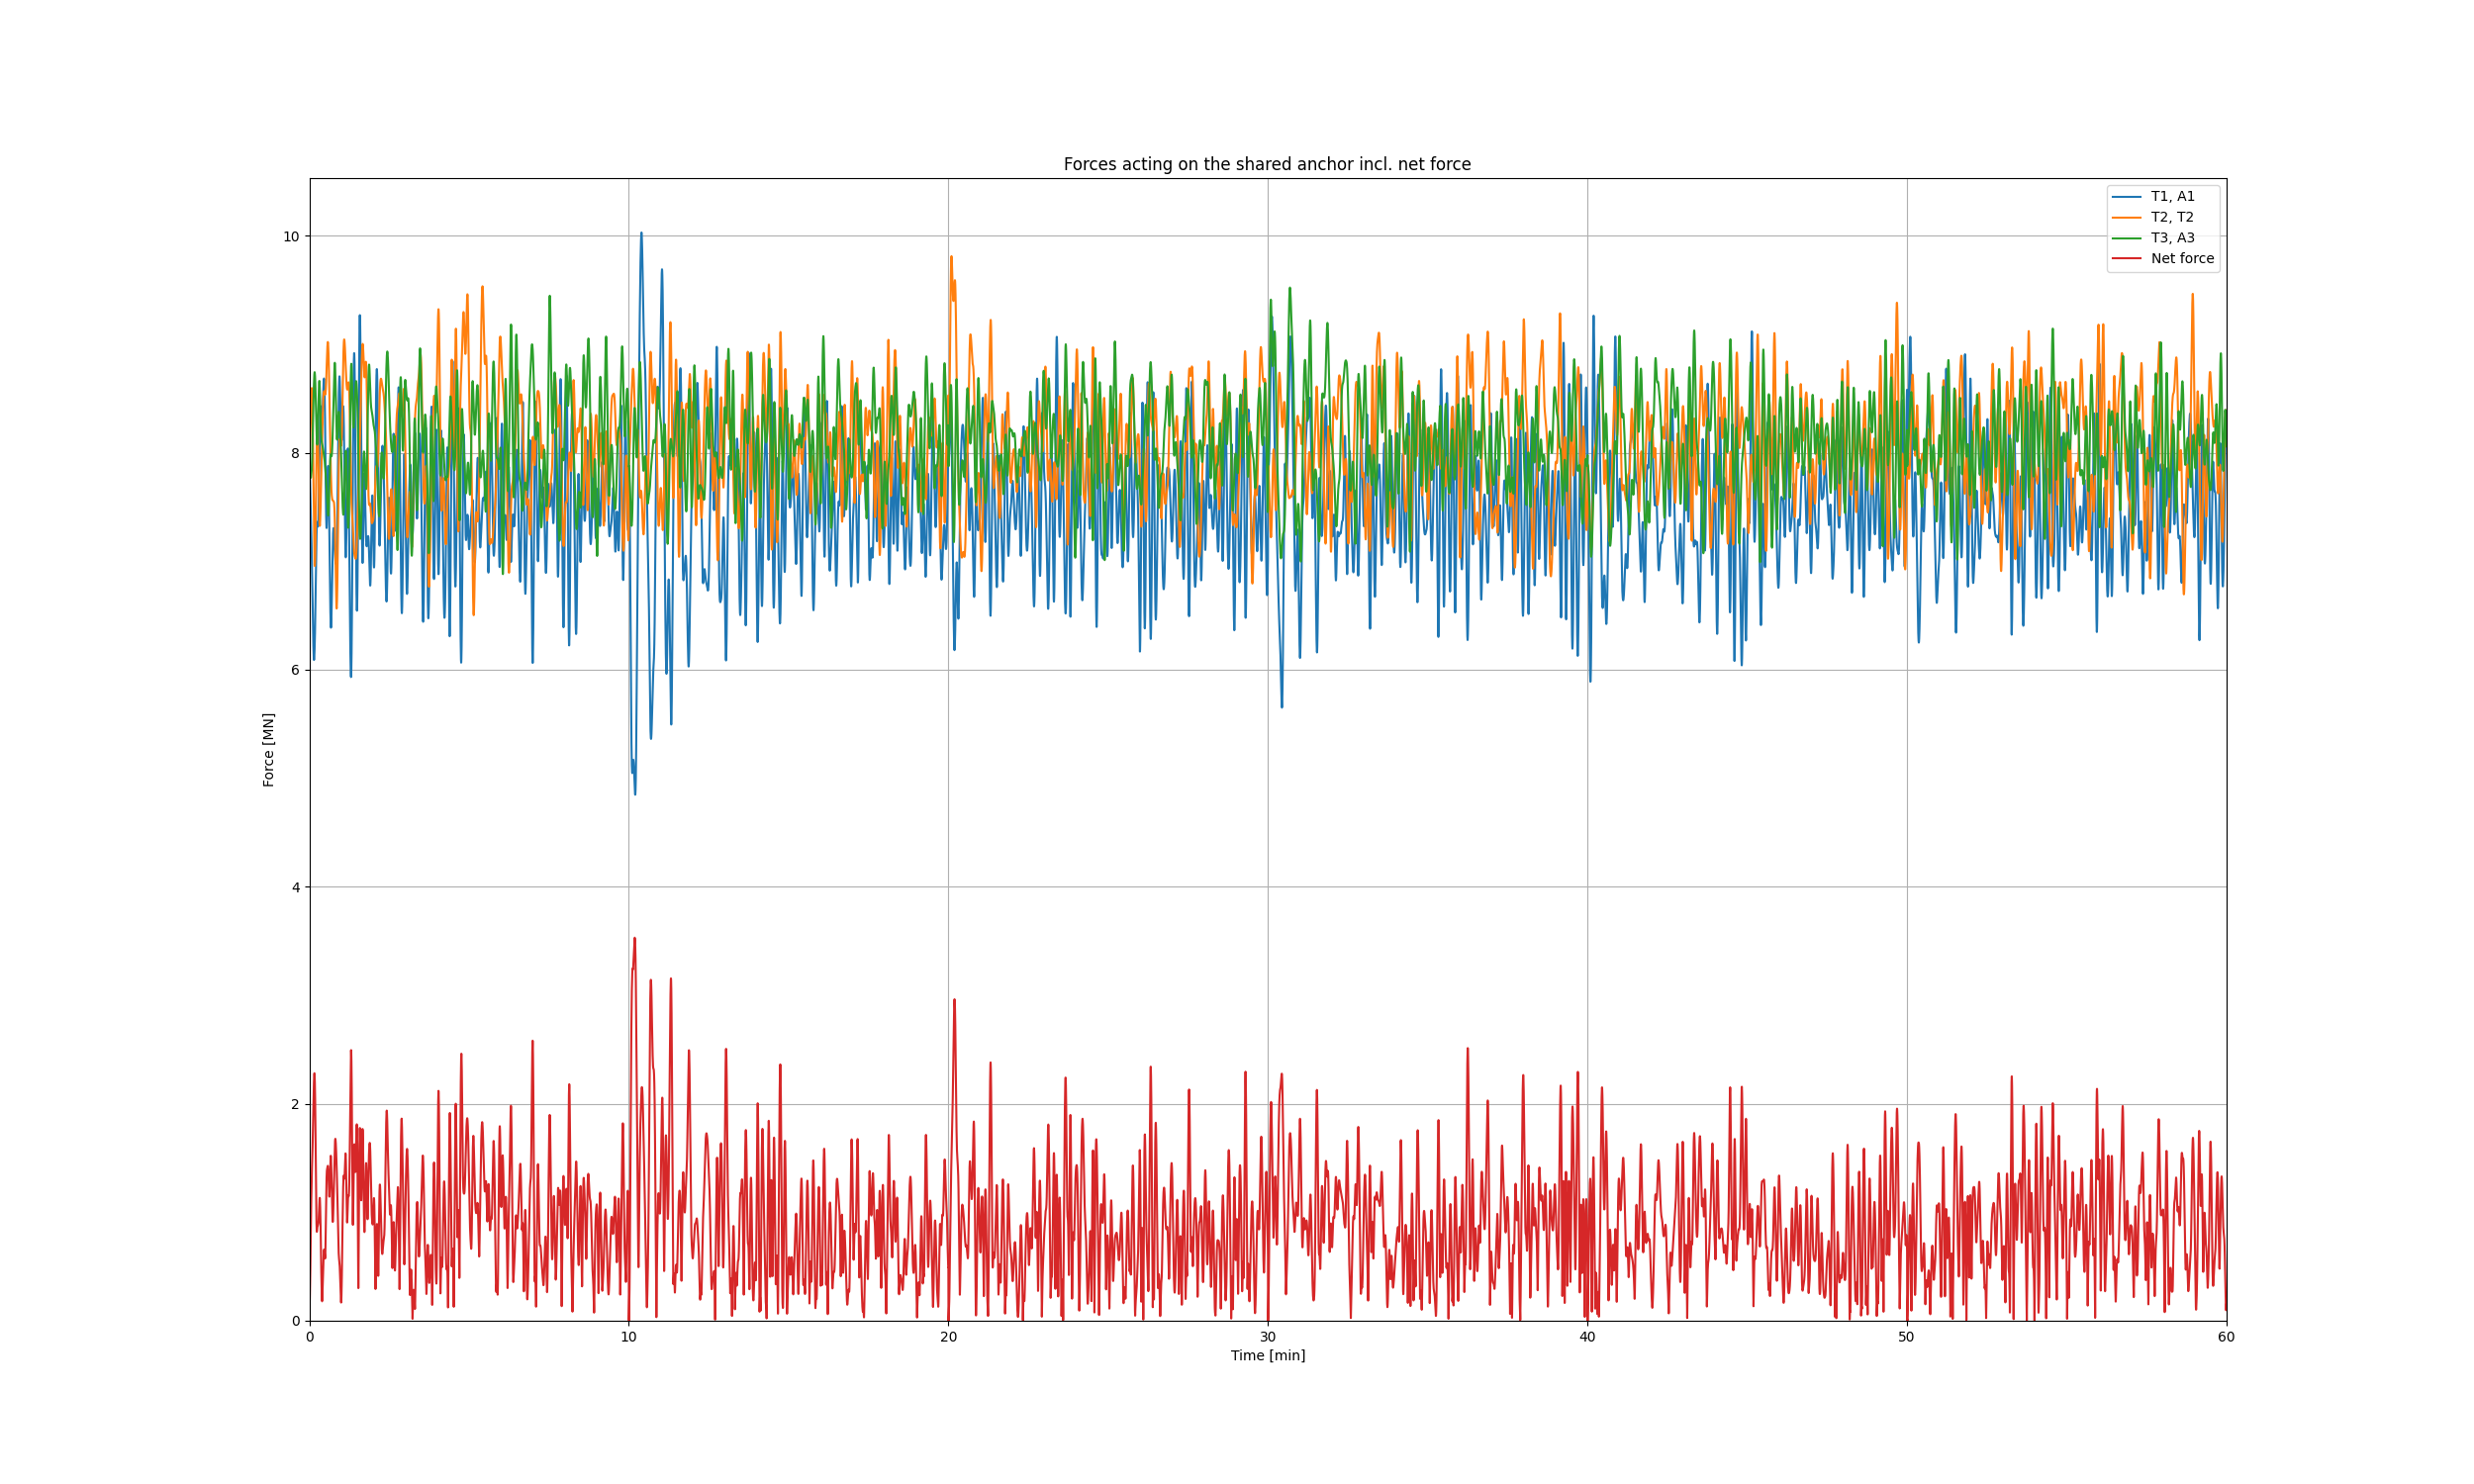 Forces acting on the shared anchor incl. net force
T1, A1
T2, T2
T3, A3
Net force
10
8
6
4
2
0
Force [MN]
0 10 20 30 40 50 60
Time [min]